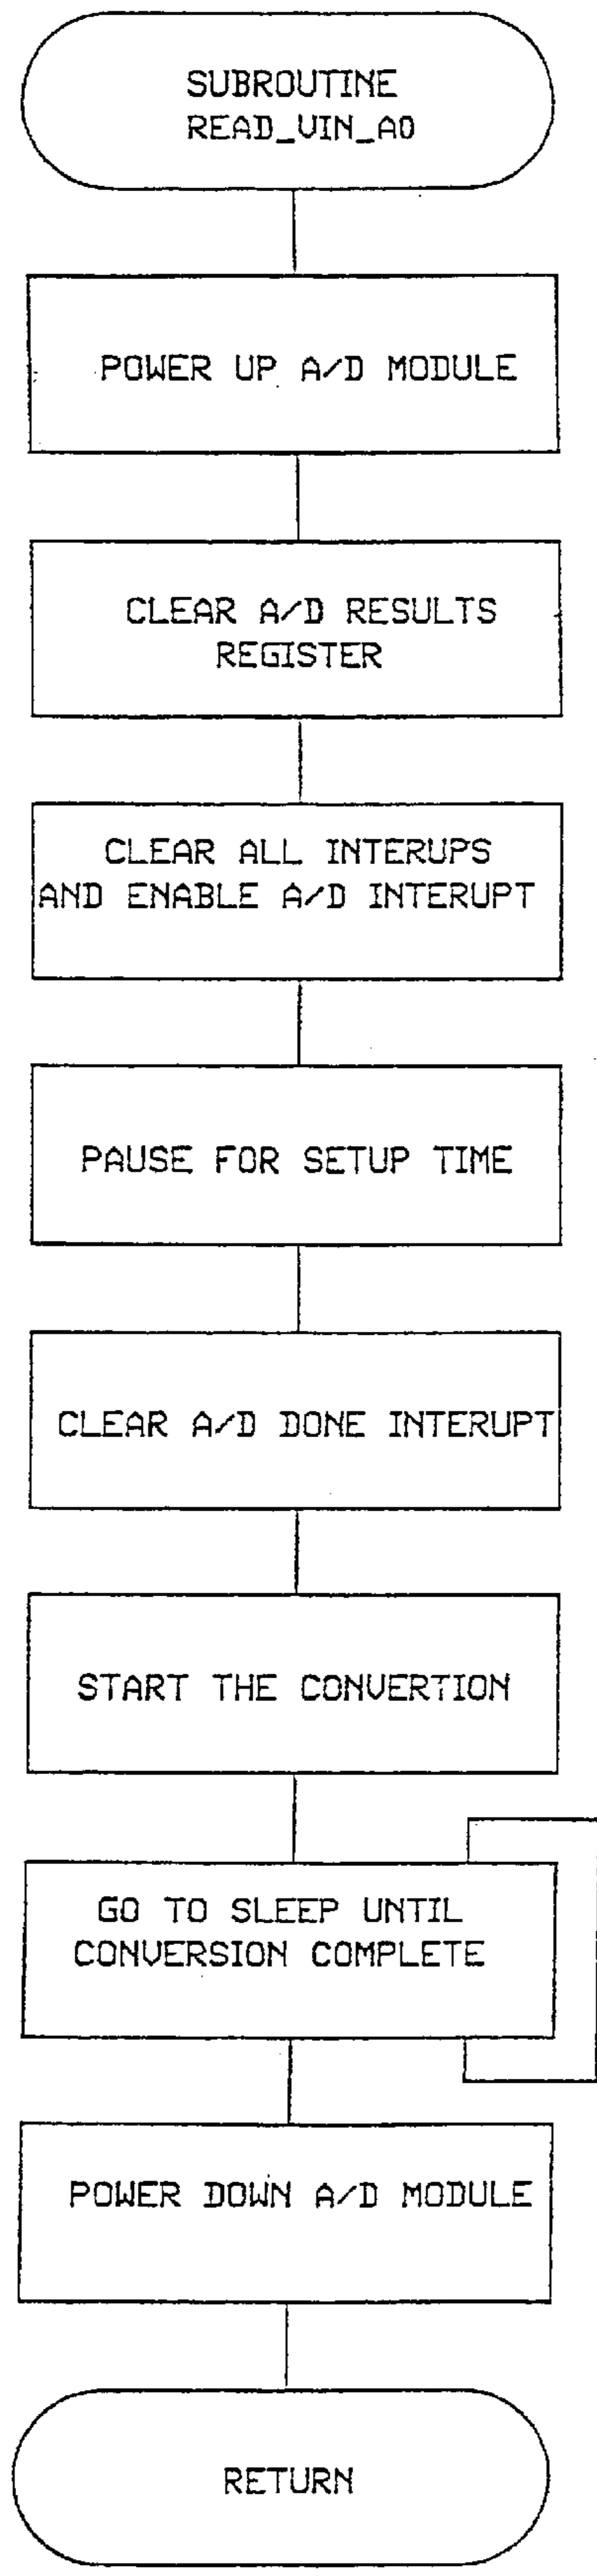 SUBROUTINE
READ_VIN_A0
POWER UP A/D MODULE
CLEAR A/D RESULTS
REGISTER
CLEAR ALL INTERUPS
AND ENABLE A/D INTERUPT
PAUSE FOR SETUP TIME
CLEAR A/D DONE INTERUPT
START THE CONVERTION
GO TO SLEEP UNTIL
CONVERSION COMPLETE
POWER DOWN A/D MODULE
RETURN